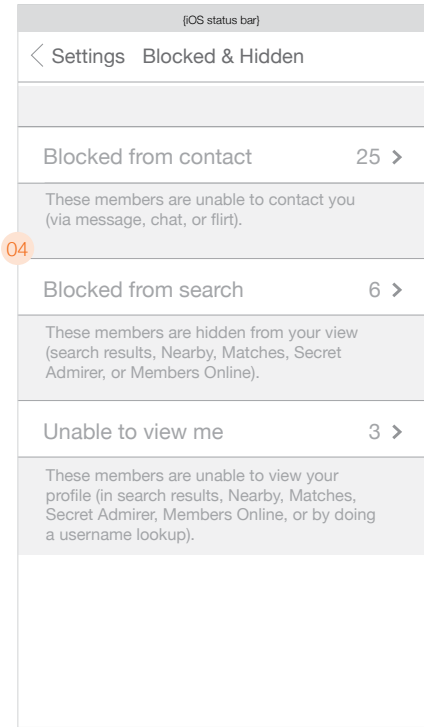 {iOS status bar}
Settings Blocked & Hidden
Blocked from contact 25
These members are unable to contact you
(via message, chat, or flirt).
04
Blocked from search 6
These members are hidden from your view
(search results, Nearby, Matches, Secret
Admirer, or Members Online).
Unable to view me 3
These members are unable to view your
profile (in search results, Nearby, Matches,
Secret Admirer, Members Online, or by doing
a username lookup).